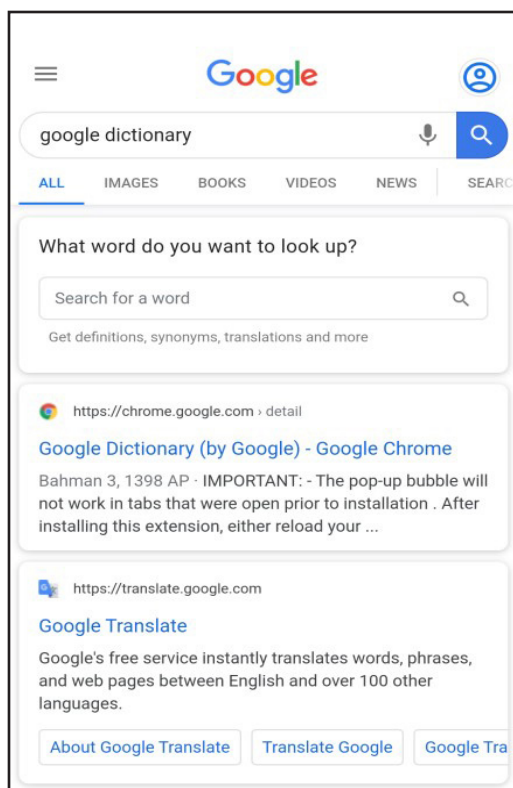 Google
google dictionary
ALL IMAGES BOOKS VIDEOS NEWS SEARC
What word do you want to look up?
Search for a word
Get definitions, synonyms, translations and more
https://chrome.google.com › detail
Google Dictionary (by Google) - Google Chrome
Bahman 3, 1398 AP · IMPORTANT: - The pop-up bubble will
not work in tabs that were open prior to installation . After
installing this extension, either reload your ...
https://translate.google.com
Google Translate
Google's free service instantly translates words, phrases,
and web pages between English and over 100 other
languages.
About Google Translate Translate Google Google Tra